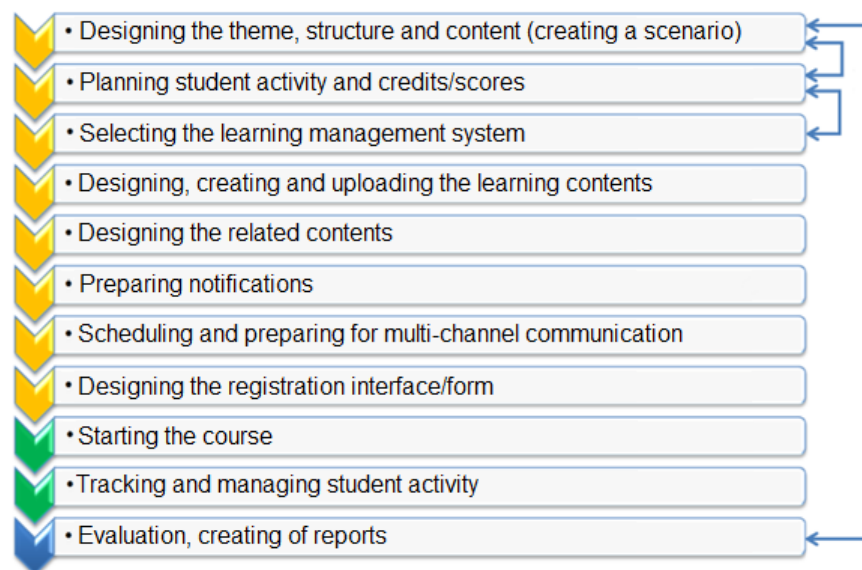 • Designing the theme, structure and content (creating a scenario)
• Planning student activity and credits/scores
• Selecting the learning management system
• Designing, creating and uploading the learning contents
• Designing the related contents
• Preparing notifications
• Scheduling and preparing for multi-channel communication
• Designing the registration interface/form
• Starting the course
•Tracking and managing student activity
• Evaluation, creating of reports